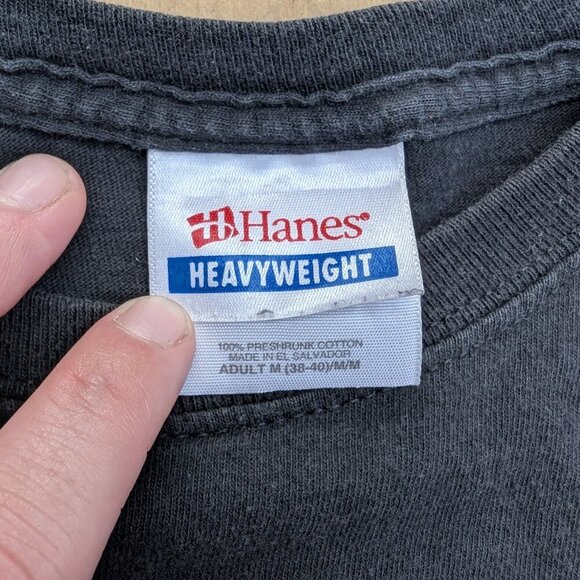 Hanes®
HEAVYWEIGHT
100% PRESHRUNK COTTON
MADE IN EL SALVADOR
ADULT M (38-40)/M/M